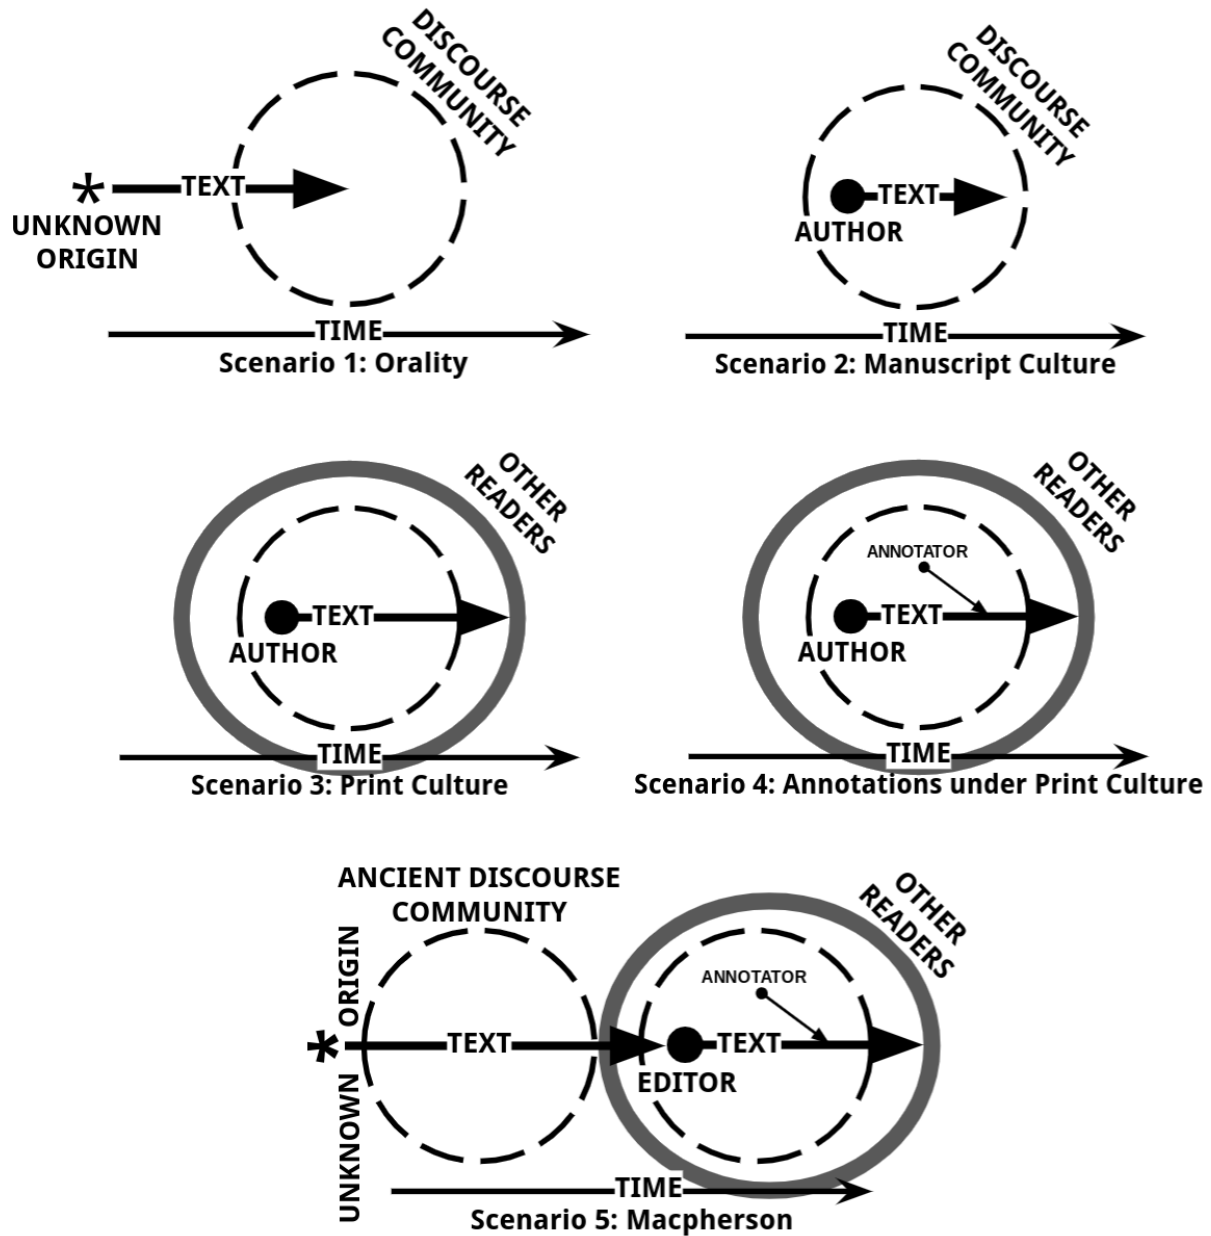 DISCOURSE
COMMUNITY
TEXT
UNKNOWN
ORIGIN
TIME
Scenario 1: Orality
DISCOURSE
COMMUNITY
TEXT
AUTHOR
TIME
Scenario 2: Manuscript Culture
OTHER
READERS
TEXT
AUTHOR
TIME
Scenario 3: Print Culture
OTHER
READERS
ANNOTATOR
TEXT
AUTHOR
TIME
Scenario 4: Annotations under Print Culture
ANCIENT DISCOURSE
COMMUNITY
UNKNOWN ORIGIN
TEXT
OTHER
READERS
ANNOTATOR
TEXT
EDITOR
TIME
Scenario 5: Macpherson